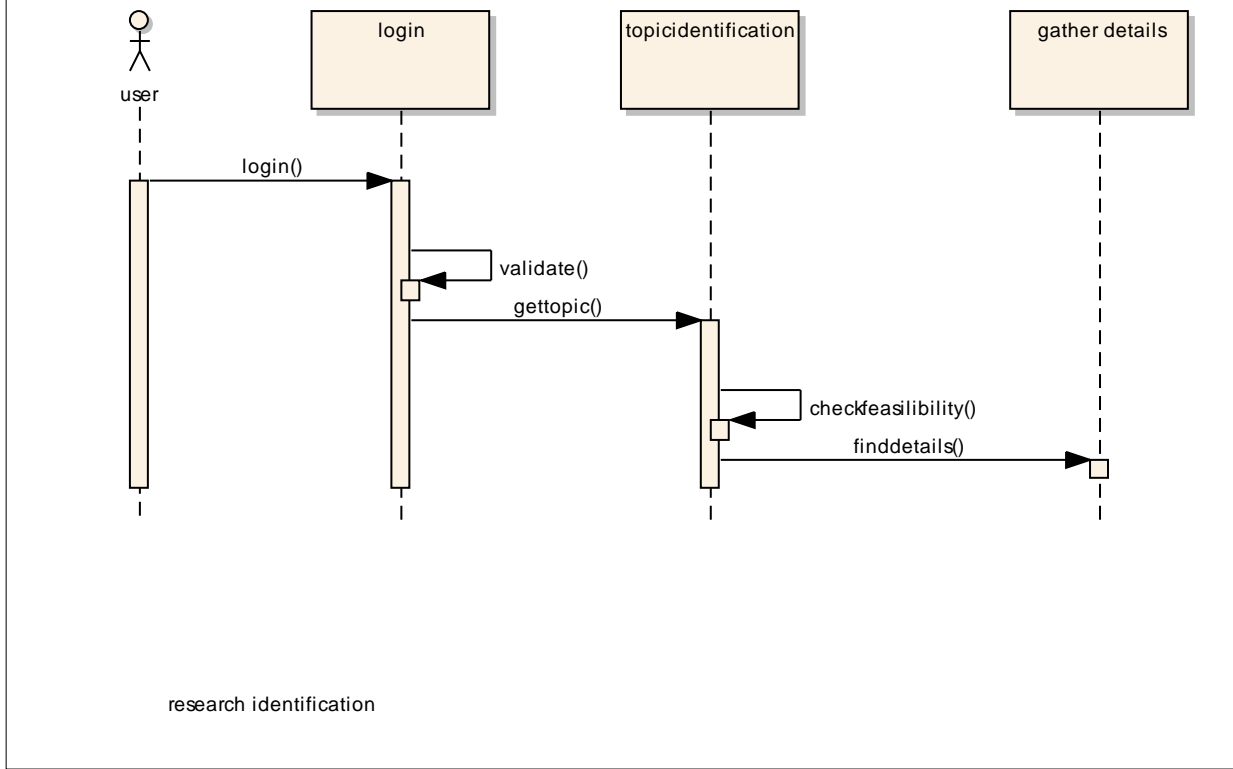 login
topicidentification
gather details
user
login()
validate()
gettopic()
checkfeasilibility()
finddetails()
research identification